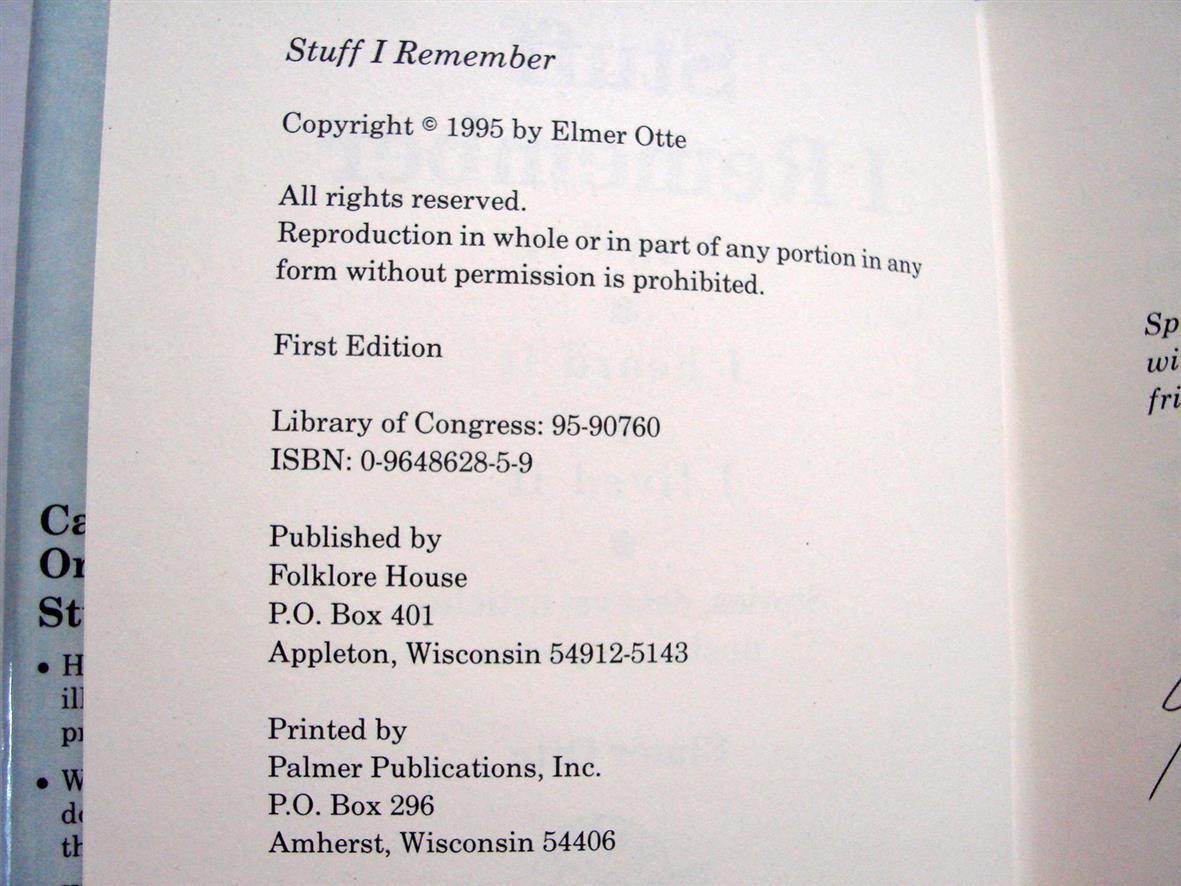 Stuff I Remember
Copyright © 1995 by Elmer Otte
All rights reserved.
Reproduction in whole or in part of any portion in any
form without permission is prohibited.
First Edition
Library of Congress: 95-90760
ISBN: 0-9648628-5-9
Published by
Folklore House
P.O. Box 401
Appleton, Wisconsin 54912-5143
Printed by
Palmer Publications, Inc.
P.O. Box 296
Amherst, Wisconsin 54406